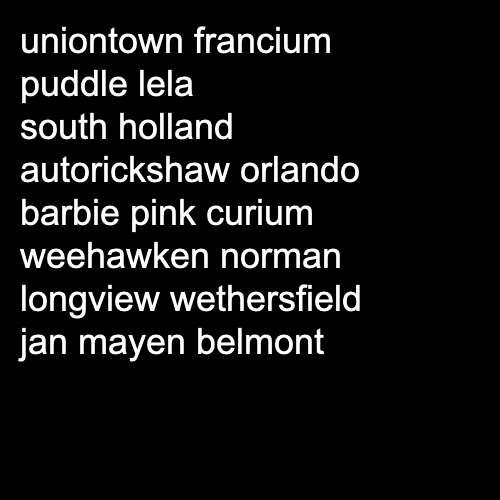 uniontown francium
puddle lela
south holland
autorickshaw orlando
barbie pink curium
weehawken norman
longview wethersfield
jan mayen belmont